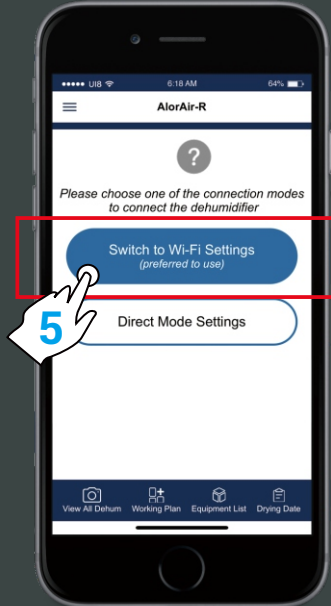 UI8 6:18 AM 64%
AlorAir-R
?
Please choose one of the connection modes
to connect the dehumidifier
Switch to Wi-Fi Settings
(preferred to use)
5
Direct Mode Settings
View All Dehum Working Plan Equipment List Drying Date